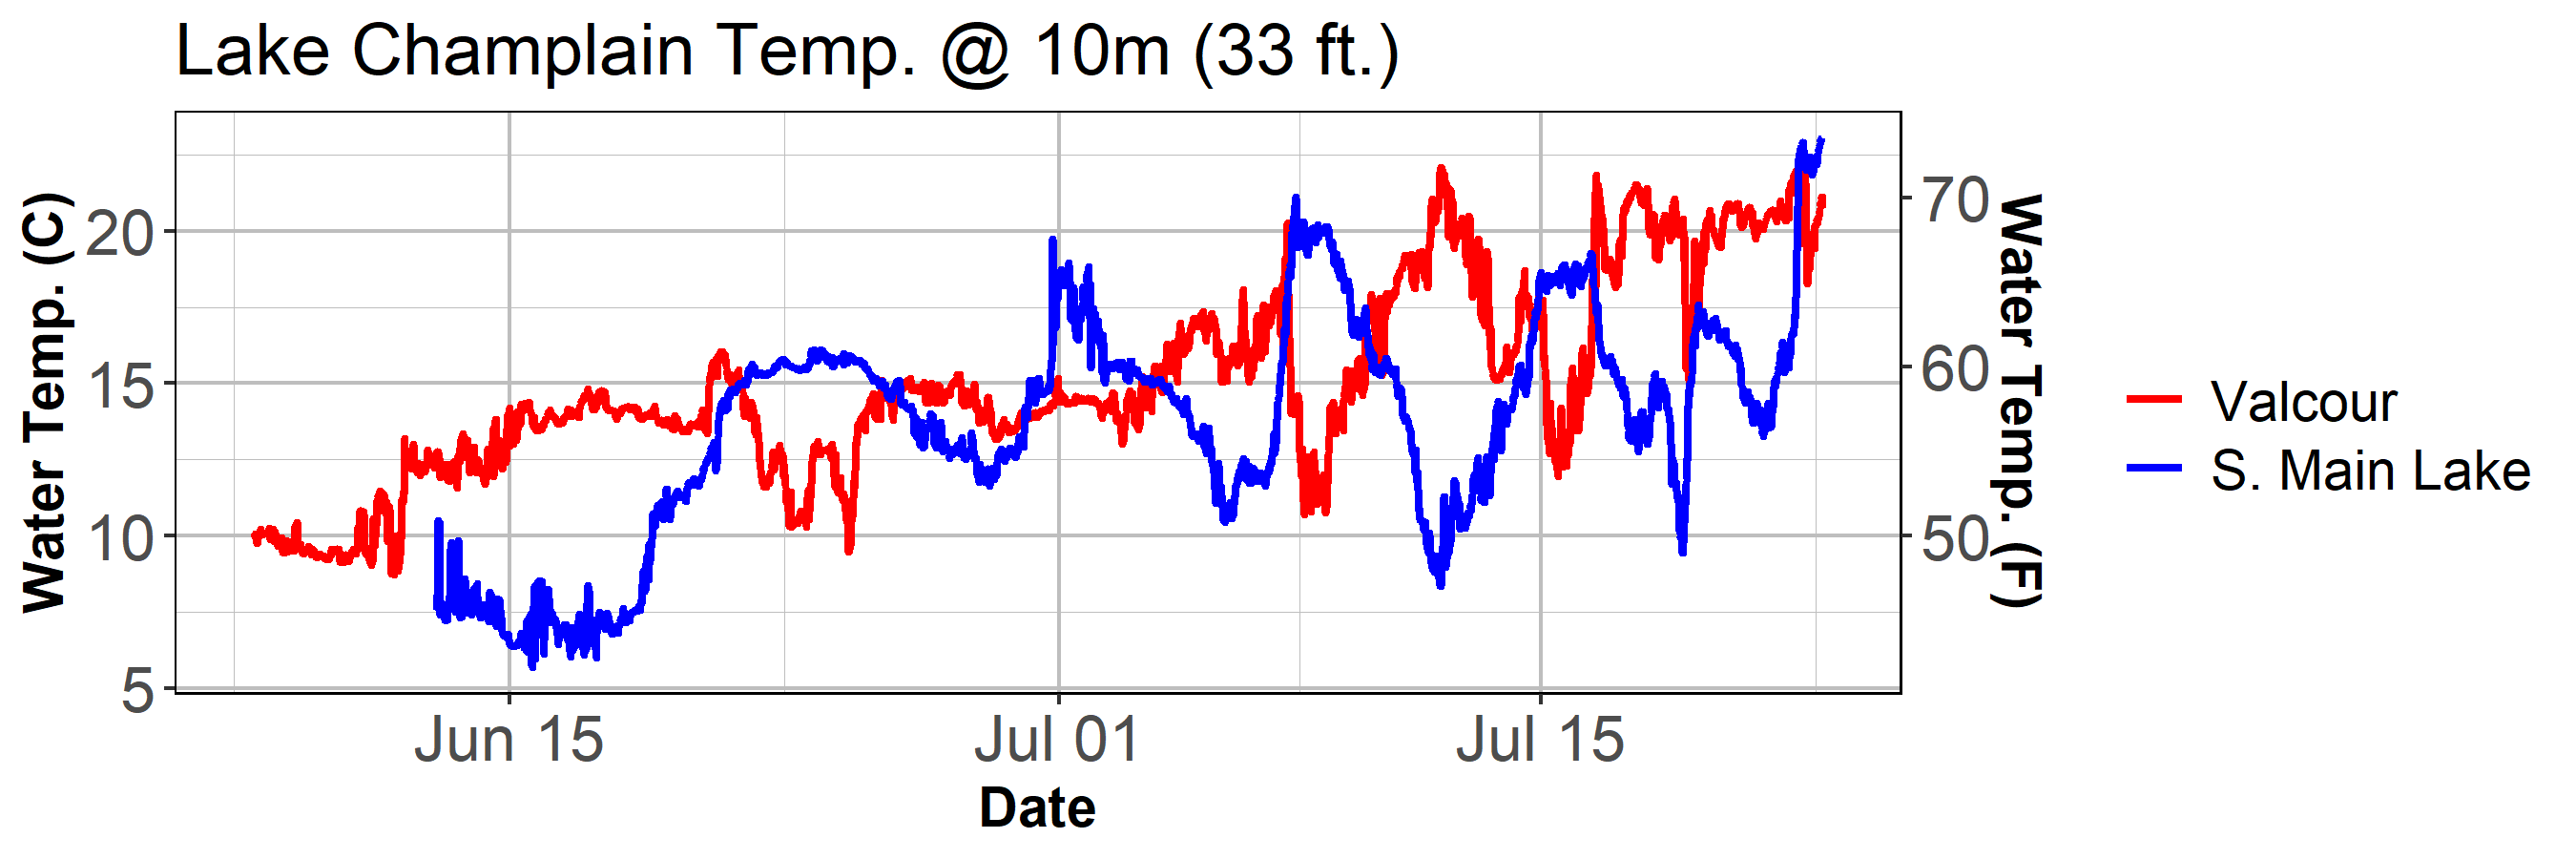 Lake Champlain Temp. @ 10m (33 ft.)
Water Temp. (C)
20
15
10
5
70
60
50
Water Temp. (F)
Jun 15
Jul 01
Jul 15
Date
Valcour
S. Main Lake